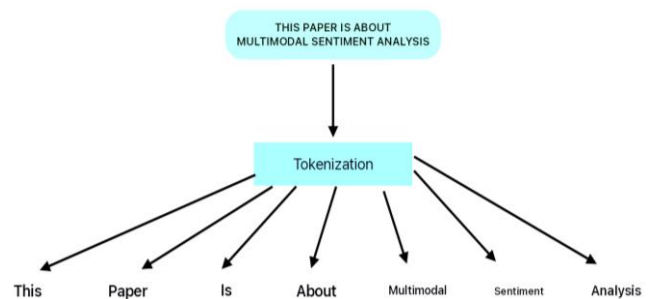 THIS PAPER IS ABOUT
MULTIMODAL SENTIMENT ANALYSIS
Tokenization
This Paper Is About Multimodal Sentiment Analysis